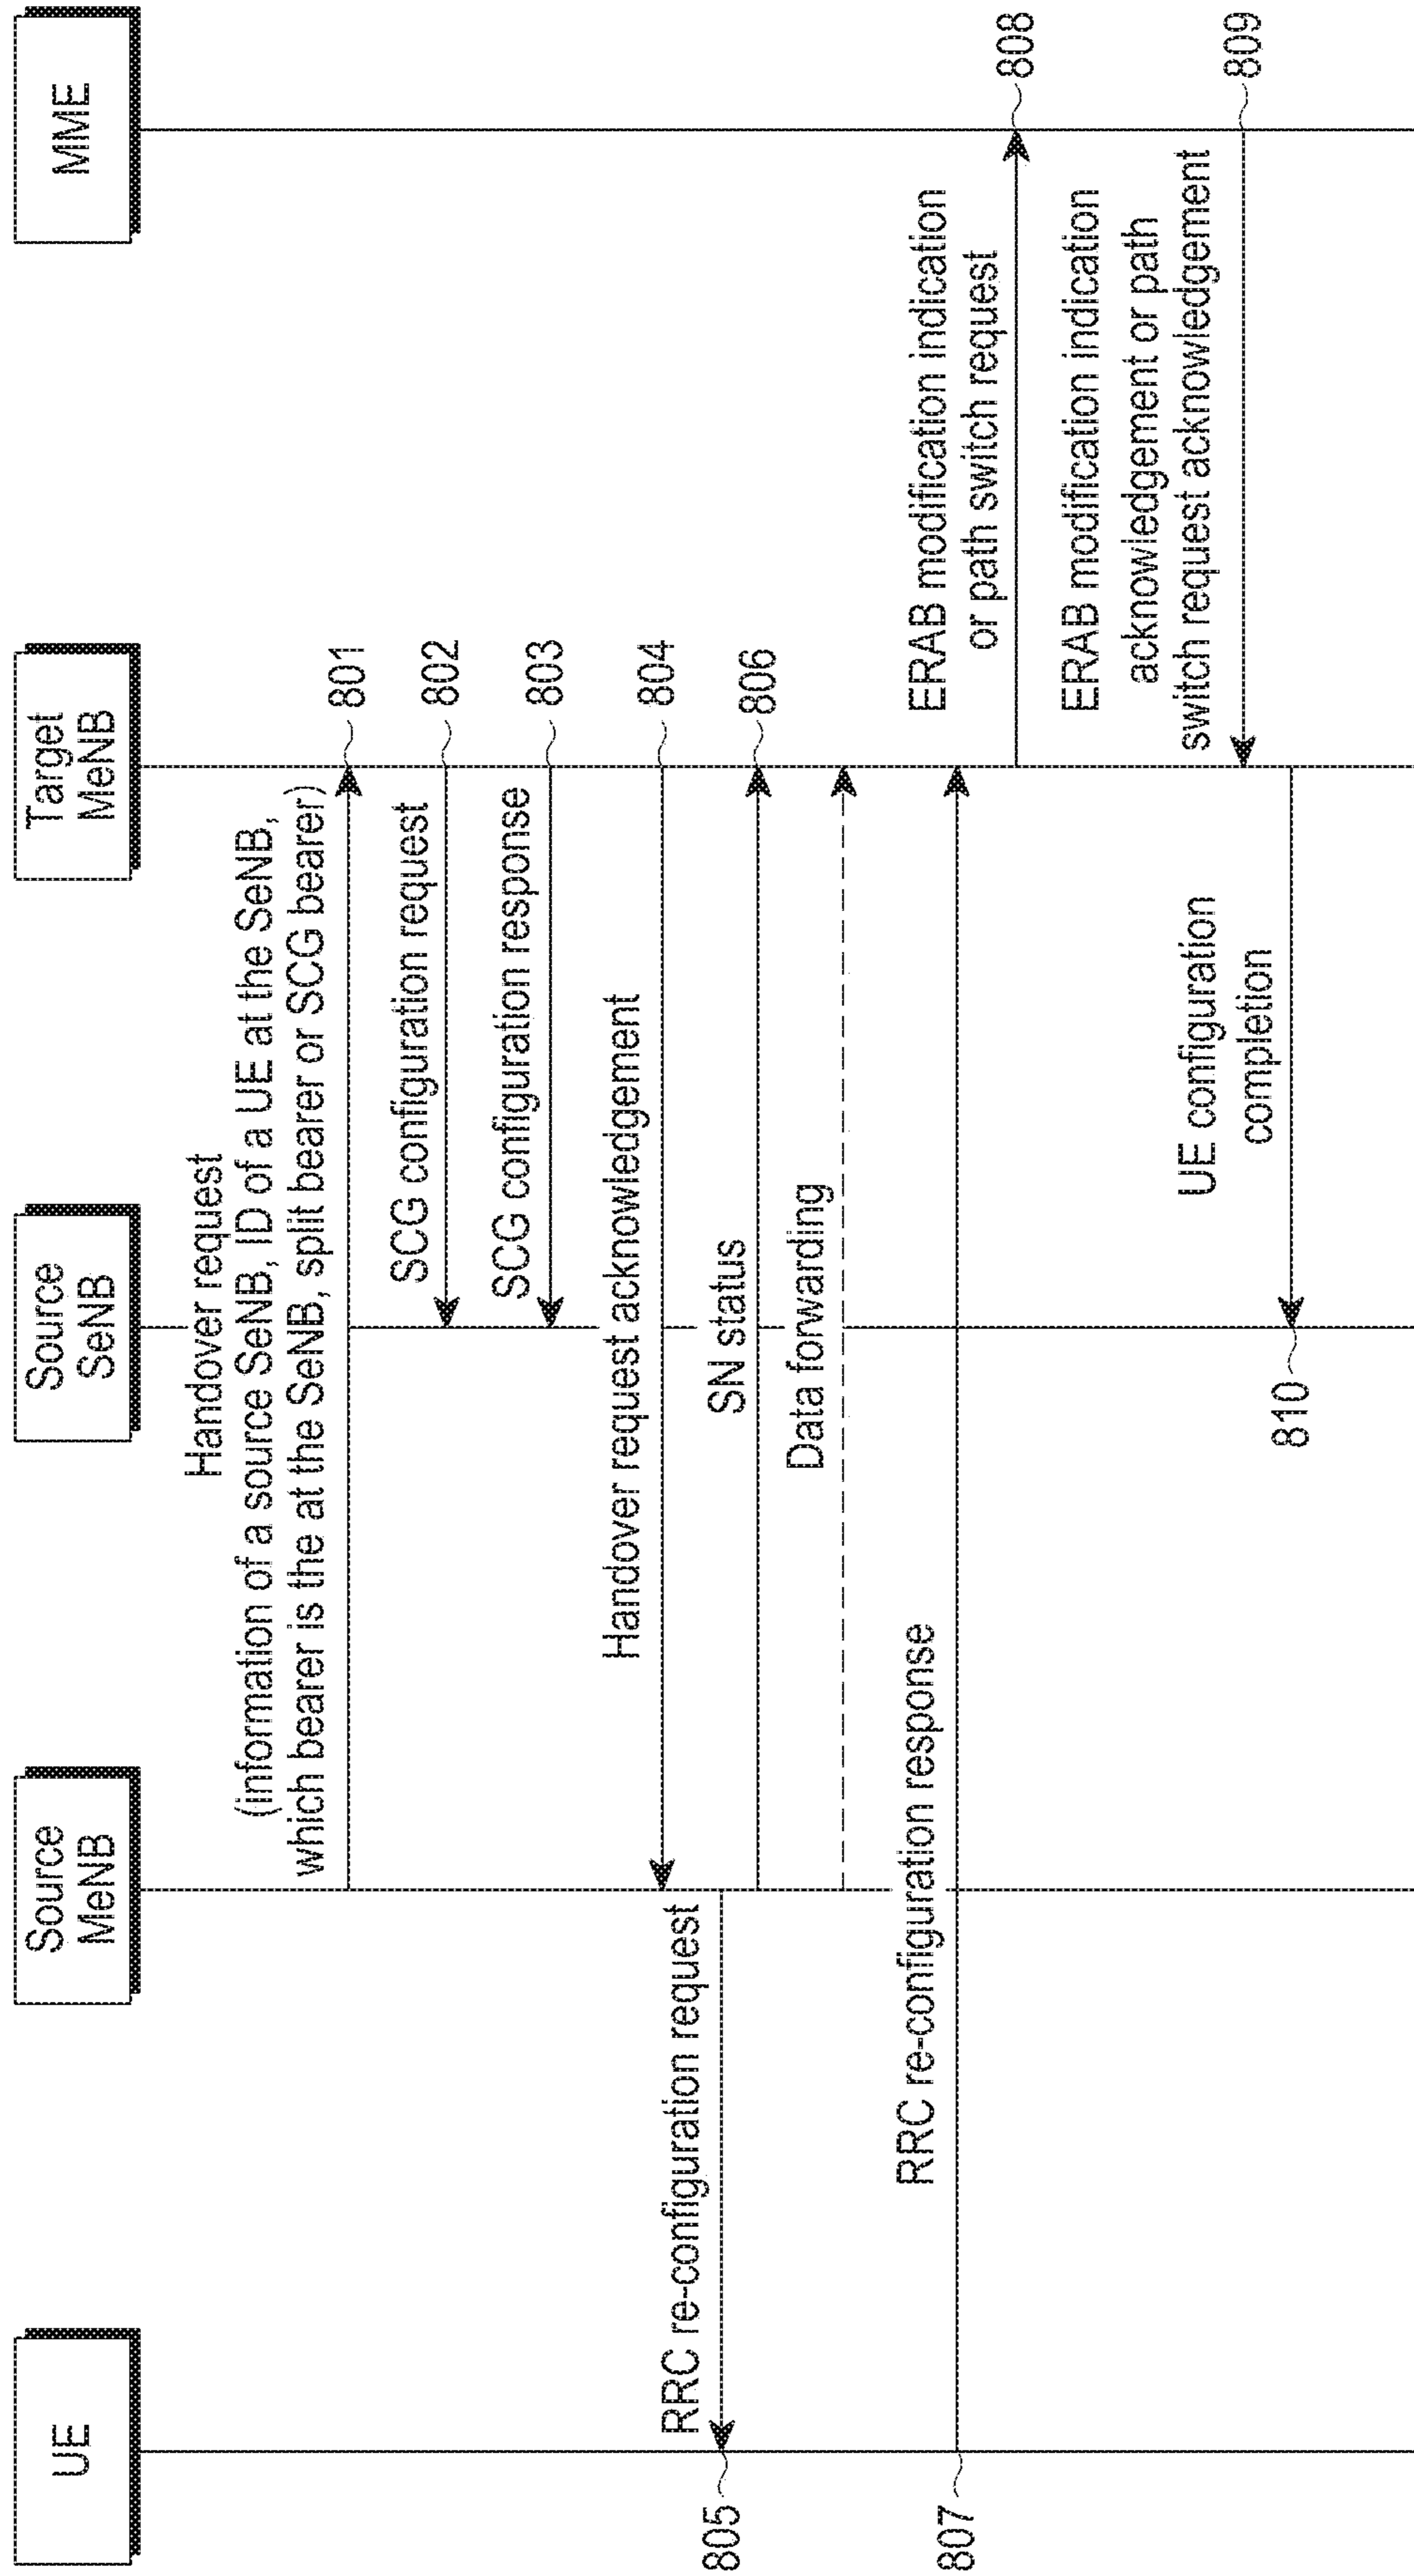 UE
Source
MeNB
Source
SeNB
Target
MeNB
MME
Handover request
(information of a source SeNB, ID of a UE at the SeNB,
which bearer is the at the SeNB, split bearer or SCG bearer)
801
SCG configuration request
802
SCG configuration response
803
Handover request acknowledgement
804
RRC re-configuration request
805
SN status
806
Data forwarding
RRC re-configuration response
807
ERAB modification indication
or path switch request
808
ERAB modification indication
acknowledgement or path
switch request acknowledgement
809
UE configuration
completion
810